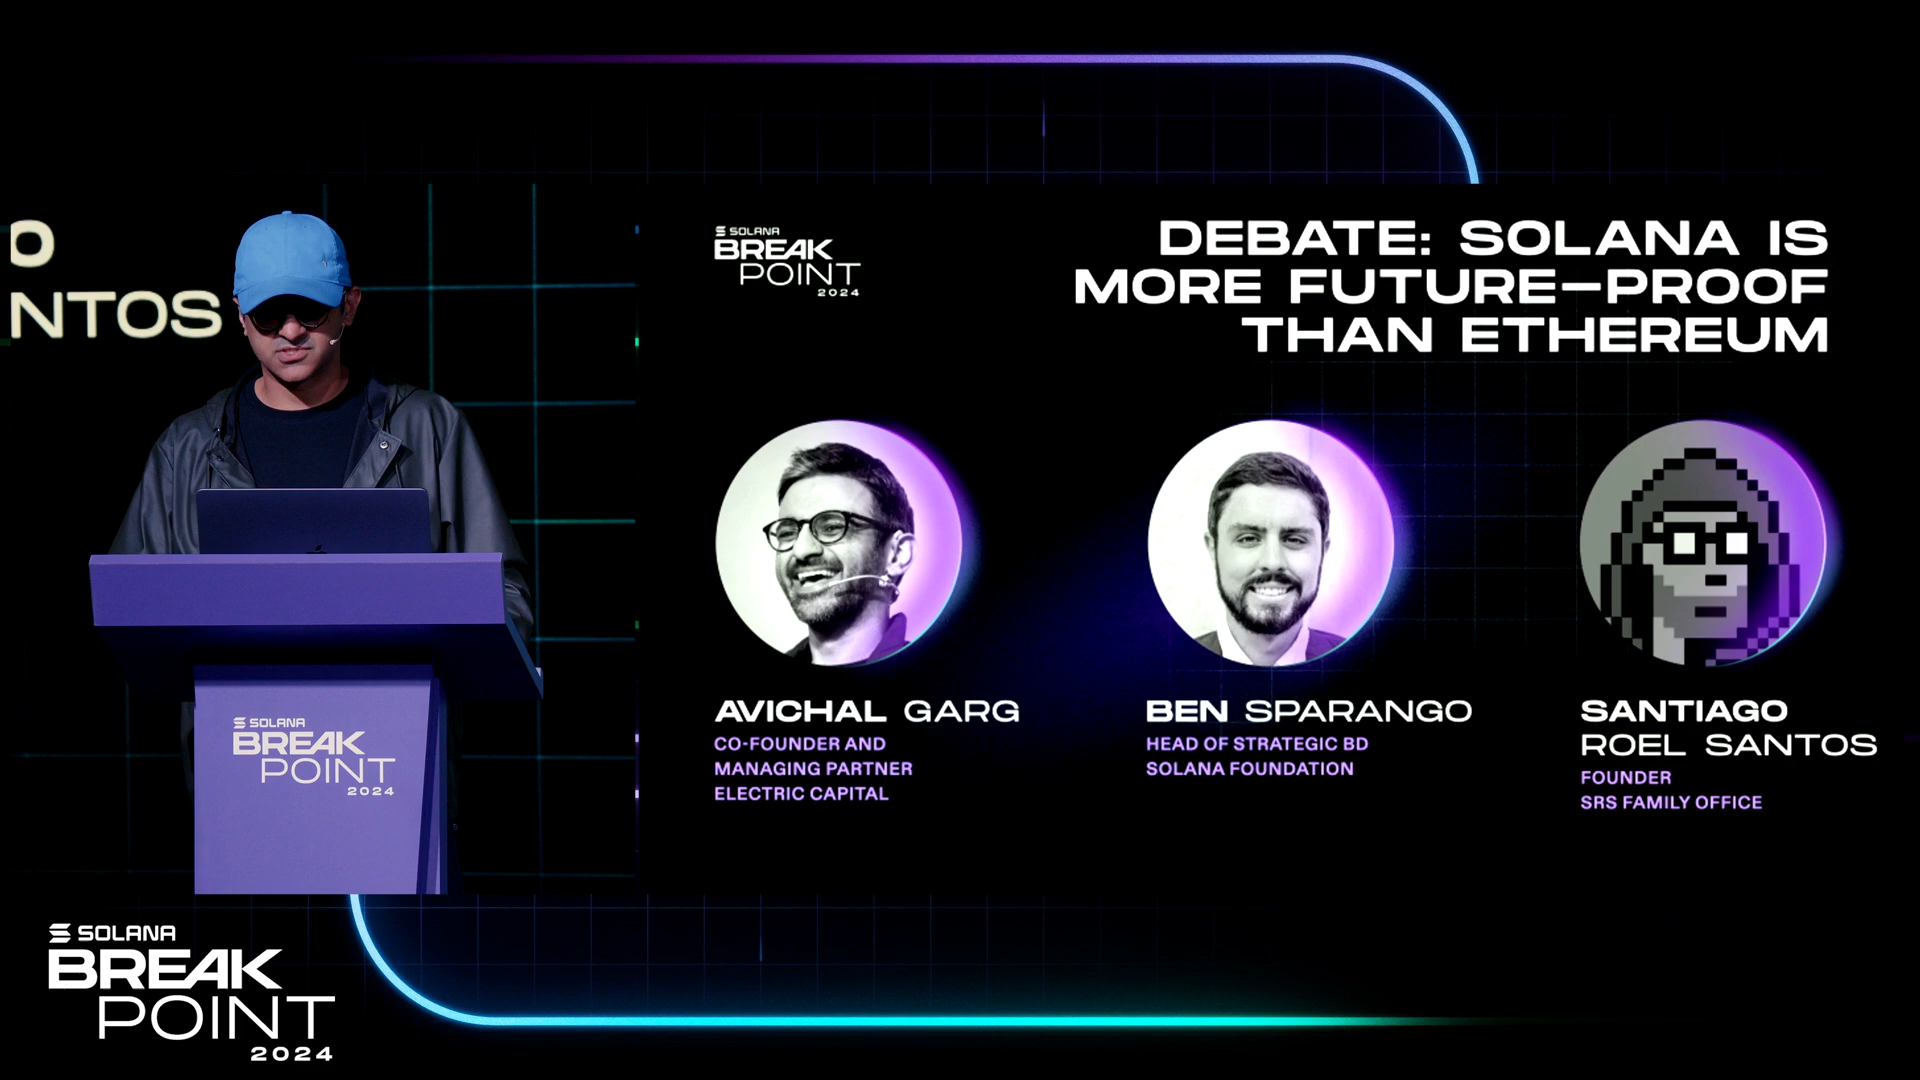 O
NTOS
SOLANA
BREAK
POINT
2024
SOLANA
BREAK
POINT
2024
DEBATE: SOLANA IS
MORE FUTURE–PROOF
THAN ETHEREUM
AVICHAL GARG
CO-FOUNDER AND
MANAGING PARTNER
ELECTRIC CAPITAL
BEN SPARANGO
HEAD OF STRATEGIC BD
SOLANA FOUNDATION
SANTIAGO
ROEL SANTOS
FOUNDER
SRS FAMILY OFFICE
SOLANA
BREAK
POINT
2024